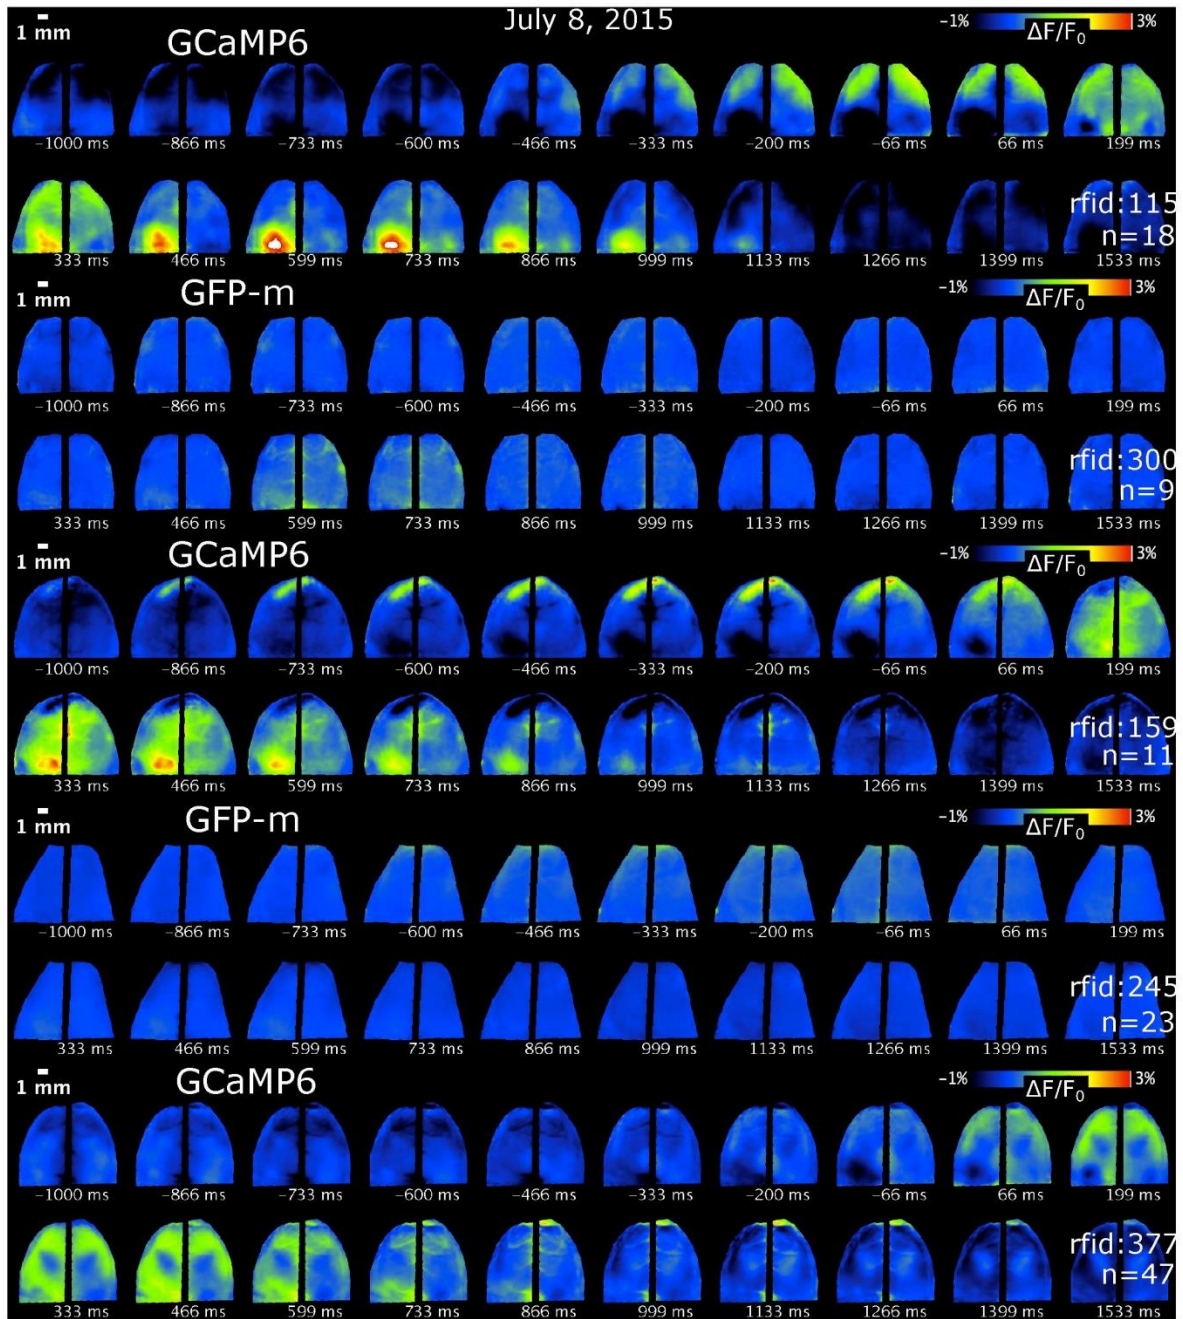 July 8, 2015
1 mm
GCaMP6
−1% ΔF/F0 3%
−1000 ms −866 ms −733 ms −600 ms −466 ms −333 ms −200 ms −66 ms 66 ms 199 ms
rfid:115
n=18
333 ms 466 ms 599 ms 733 ms 866 ms 999 ms 1133 ms 1266 ms 1399 ms 1533 ms
1 mm
GFP-m
−1% ΔF/F0 3%
−1000 ms −866 ms −733 ms −600 ms −466 ms −333 ms −200 ms −66 ms 66 ms 199 ms
rfid:300
n=9
333 ms 466 ms 599 ms 733 ms 866 ms 999 ms 1133 ms 1266 ms 1399 ms 1533 ms
1 mm
GCaMP6
−1% ΔF/F0 3%
−1000 ms −866 ms −733 ms −600 ms −466 ms −333 ms −200 ms −66 ms 66 ms 199 ms
rfid:159
n=11
333 ms 466 ms 599 ms 733 ms 866 ms 999 ms 1133 ms 1266 ms 1399 ms 1533 ms
1 mm
GFP-m
−1% ΔF/F0 3%
−1000 ms −866 ms −733 ms −600 ms −466 ms −333 ms −200 ms −66 ms 66 ms 199 ms
rfid:245
n=23
333 ms 466 ms 599 ms 733 ms 866 ms 999 ms 1133 ms 1266 ms 1399 ms 1533 ms
1 mm
GCaMP6
−1% ΔF/F0 3%
−1000 ms −866 ms −733 ms −600 ms −466 ms −333 ms −200 ms −66 ms 66 ms 199 ms
rfid:377
n=47
333 ms 466 ms 599 ms 733 ms 866 ms 999 ms 1133 ms 1266 ms 1399 ms 1533 ms